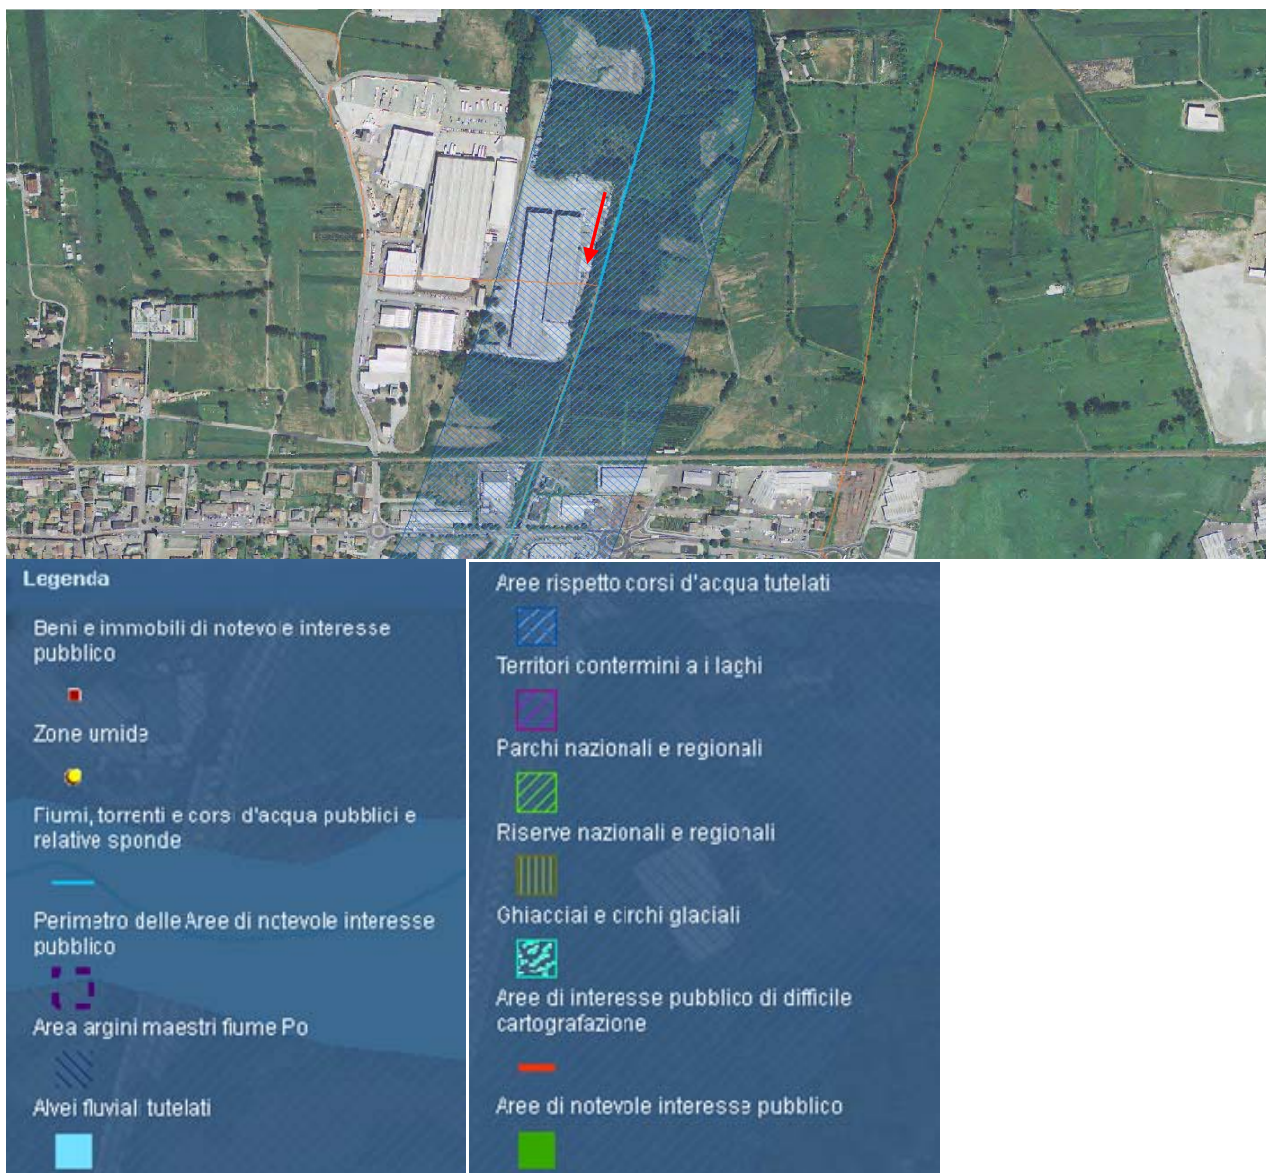 Legenda
Beni e immobili di notevole interesse
pubblico
Zone umide
Fiumi, torrenti e corsi d'acqua pubblici e
relative sponde
Perimetro delle Aree di notevole interesse
pubblico
Area argini maestri fiume Po
Alvei fluviali tutelati
Aree rispetto corsi d'acqua tutelati
Territori contermini a i laghi
Parchi nazionali e regionali
Riserve nazionali e regionali
Ghiacciai e circhi glaciali
Aree di interesse pubblico di difficile
cartografazione
Aree di notevole interesse pubblico